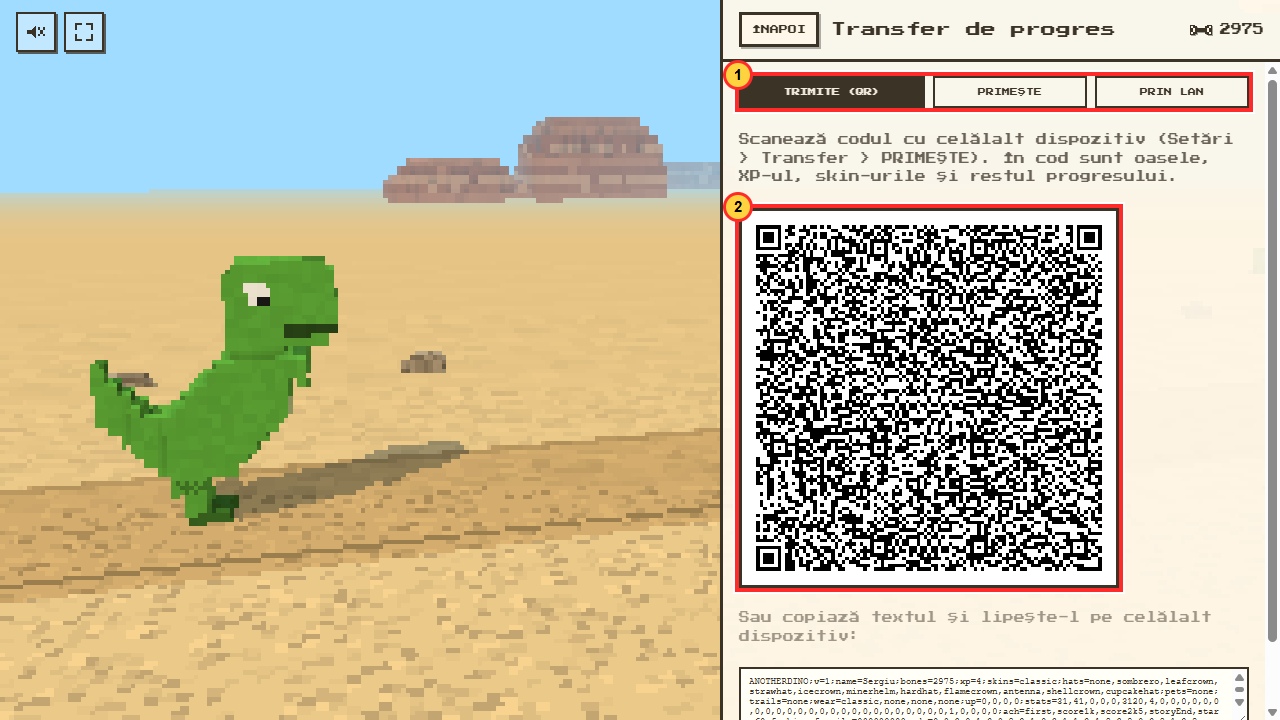 ↥NAPOI
Transfer de progres
2975
1
TRIMITE (QR)
PRIMEȘTE
PRIN LAN
Scanează codul cu celălalt dispozitiv (Setări
> Transfer > PRIMEȘTE). În cod sunt oasele,
XP-ul, skin-urile și restul progresului.
2
Sau copiază textul și lipește-l pe celălalt
dispozitiv:
ANOTHERDINO;v=1;name=Sergiu;bones=2975;xp=4;skins=classic;hats=none,sombrero,leafcrown,
strawhat,icecrown,minerhelm,hardhat,flamecrown,antenna,shellcrown,cupcakehat;pets=none;
trails=none;wear=classic,none,none,none;up=0,0,0,0;stats=31,41,0,0,0,3120,4,0,0,0,0,0,0
,0,0,0,0,0,0,0,0,0,0,0,0,0,0,0,0,0,0,1,0,0,0,0;ach=first,score1k,score2k5,storyEnd,star